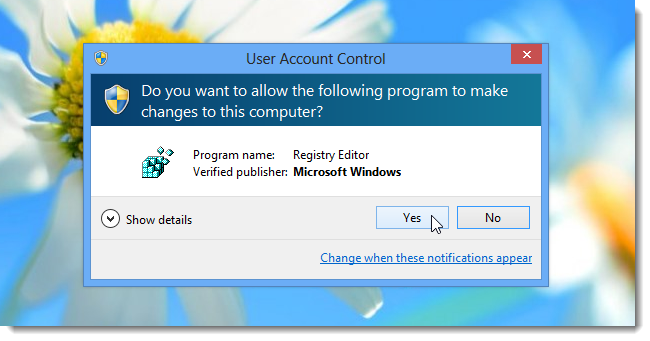 User Account Control
Do you want to allow the following program to make
changes to this computer?
Program name: Registry Editor
Verified publisher: Microsoft Windows
Show details
Yes
No
Change when these notifications appear